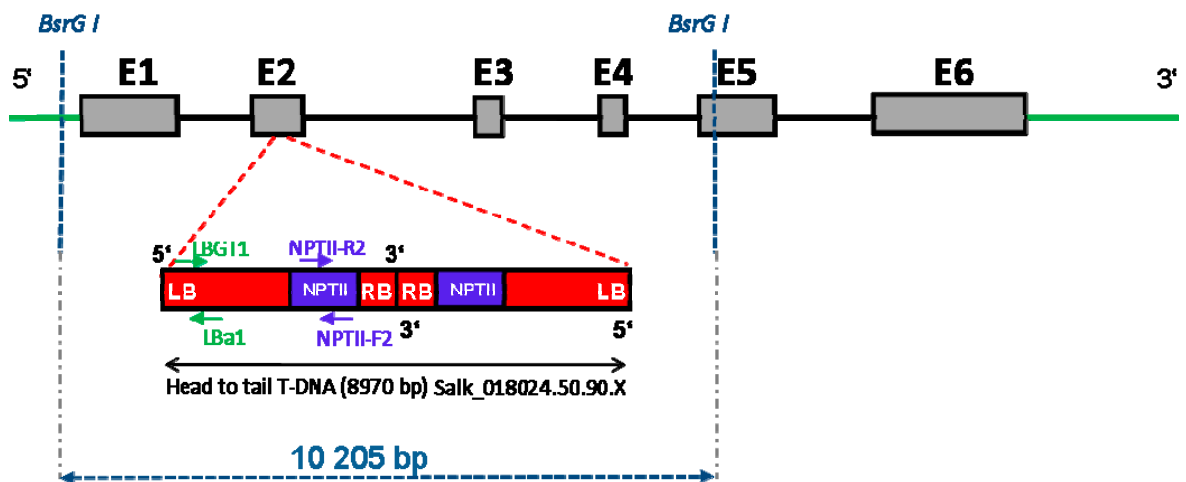 BsrG I BsrG I
5' E1 E2 E3 E4 E5 E6 3'
5' LBGT1 NPTII-R2 3'
LB NPTII RB RB NPTII LB
LBa1 NPTII-F2 3' 5'
Head to tail T-DNA (8970 bp) Salk_018024.50.90.X
10 205 bp